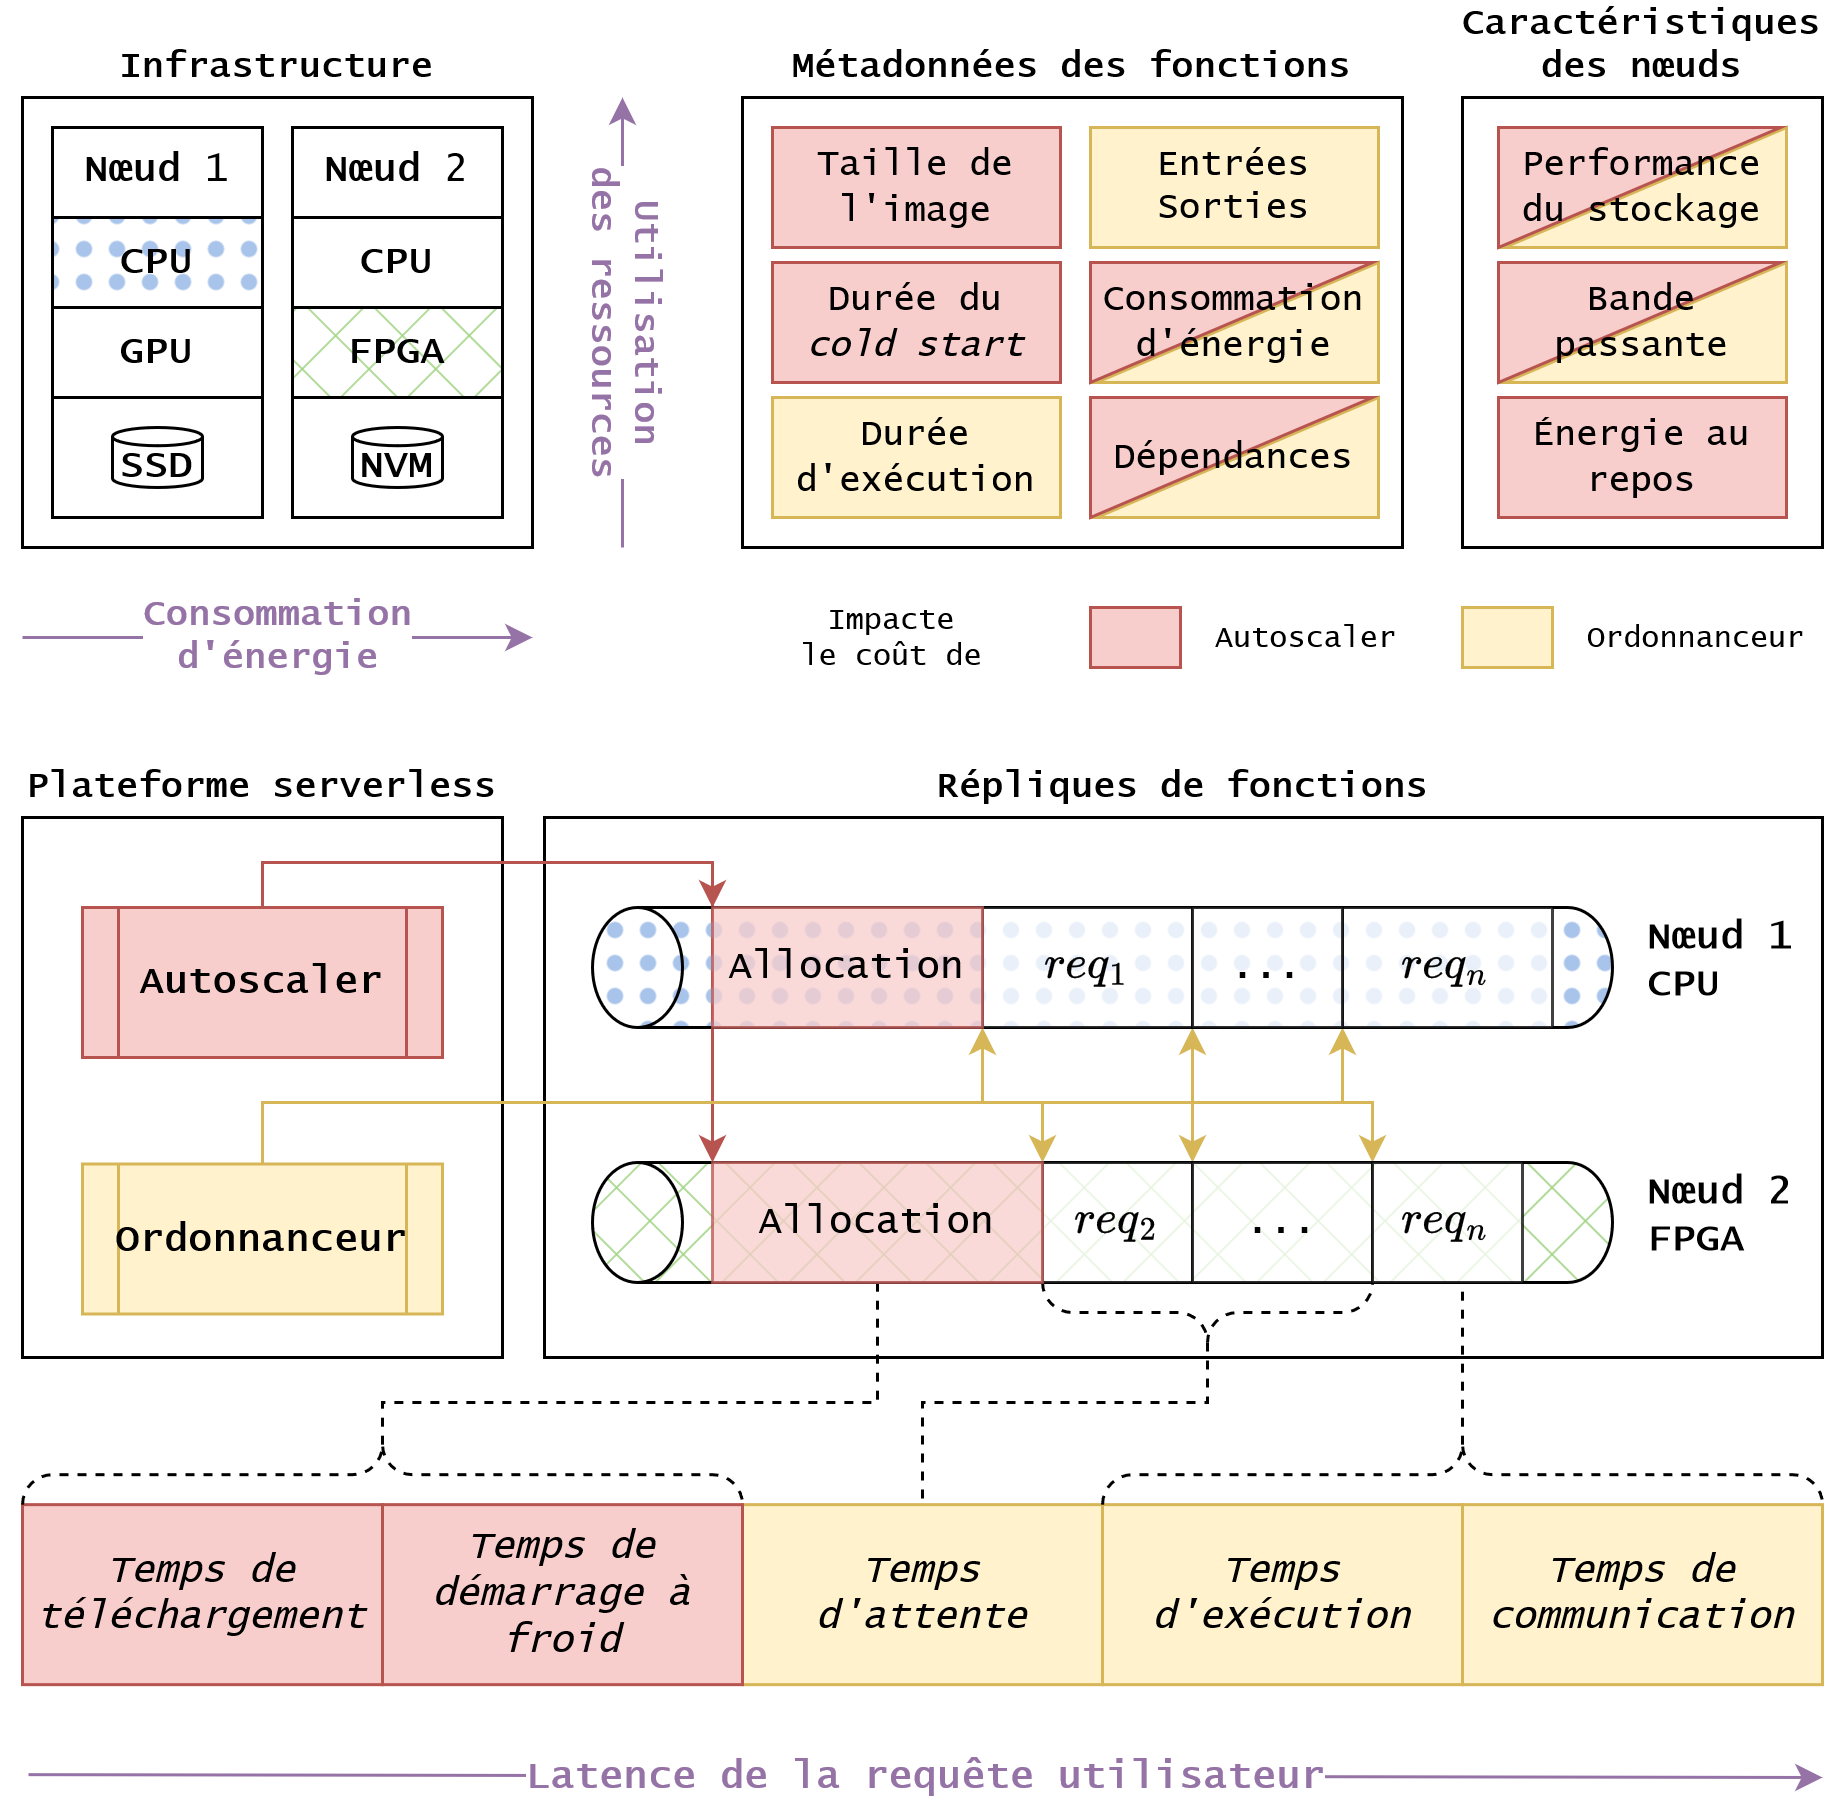 Infrastructure
Nœud 1
CPU
GPU
SSD
Nœud 2
CPU
FPGA
NVM
Utilisation
des ressources
Consommation
d'énergie
Métadonnées des fonctions
Taille de
l'image
Entrées
Sorties
Durée du
cold start
Consommation
d'énergie
Durée
d'exécution
Dépendances
Caractéristiques
des nœuds
Performance
du stockage
Bande
passante
Énergie au
repos
Impacte
le coût de
Autoscaler
Ordonnanceur
Plateforme serverless
Autoscaler
Ordonnanceur
Répliques de fonctions
Allocation
req₁
...
reqₙ
Nœud 1
CPU
Allocation
req₂
...
reqₙ
Nœud 2
FPGA
Temps de
téléchargement
Temps de
démarrage à
froid
Temps
d'attente
Temps
d'exécution
Temps de
communication
Latence de la requête utilisateur